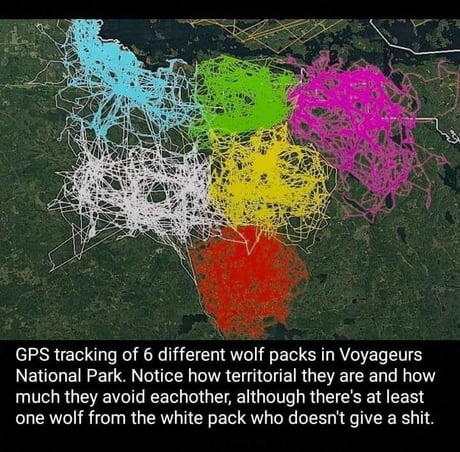 GPS tracking of 6 different wolf packs in Voyageurs
National Park. Notice how territorial they are and how
much they avoid eachother, although there's at least
one wolf from the white pack who doesn't give a shit.